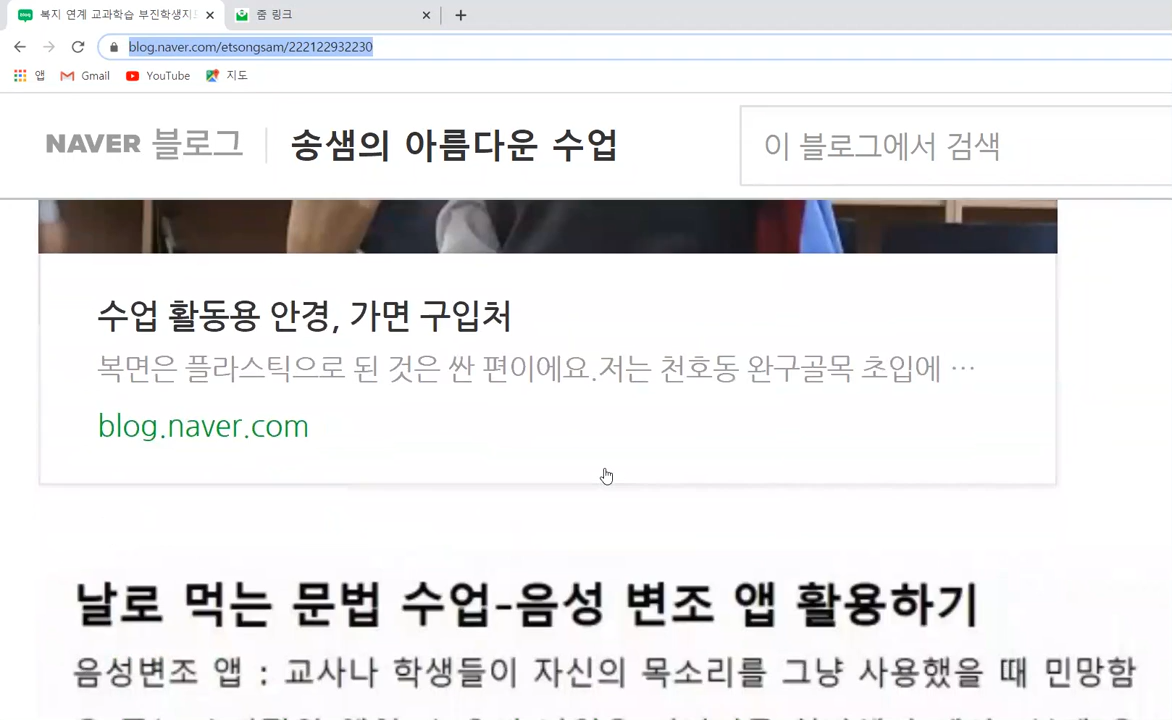 복지 연계 교과학습 부진학생지도
줌 링크
blog.naver.com/etsongsam/222122932230
앱 Gmail YouTube 지도
NAVER 블로그 송샘의 아름다운 수업 이 블로그에서 검색
수업 활동용 안경, 가면 구입처
복면은 플라스틱으로 된 것은 싼 편이에요.저는 천호동 완구골목 초입에 …
blog.naver.com
날로 먹는 문법 수업-음성 변조 앱 활용하기
음성변조 앱 : 교사나 학생들이 자신의 목소리를 그냥 사용했을 때 민망함